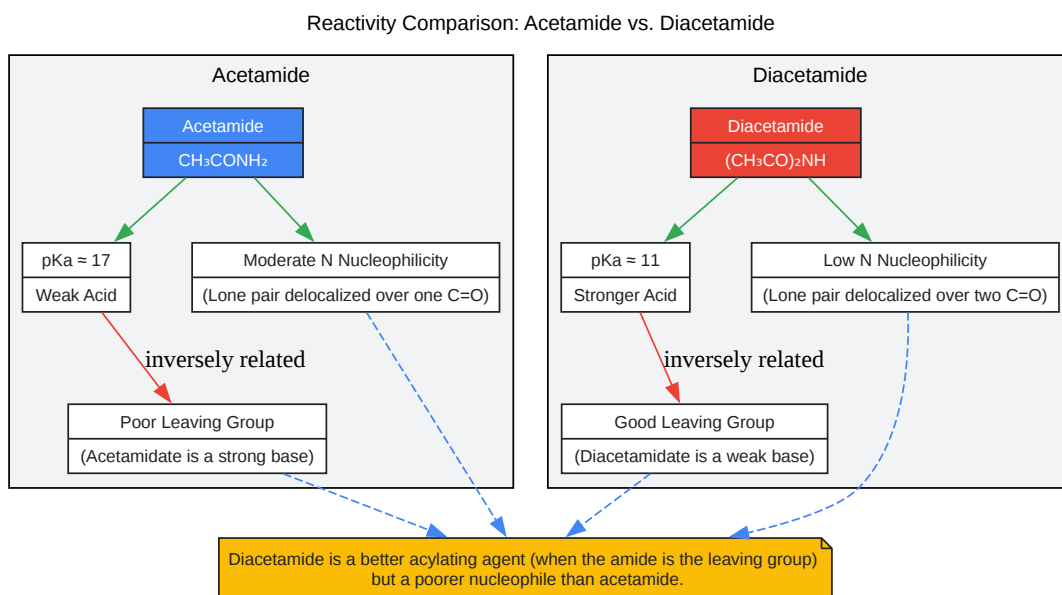 Reactivity Comparison: Acetamide vs. Diacetamide
Acetamide
Acetamide
CH₃CONH₂
pKa ≈ 17
Weak Acid
Moderate N Nucleophilicity
(Lone pair delocalized over one C=O)
inversely related
Poor Leaving Group
(Acetamidate is a strong base)
Diacetamide
Diacetamide
(CH₃CO)₂NH
pKa ≈ 11
Stronger Acid
Low N Nucleophilicity
(Lone pair delocalized over two C=O)
inversely related
Good Leaving Group
(Diacetamidate is a weak base)
Diacetamide is a better acylating agent (when the amide is the leaving group)
but a poorer nucleophile than acetamide.